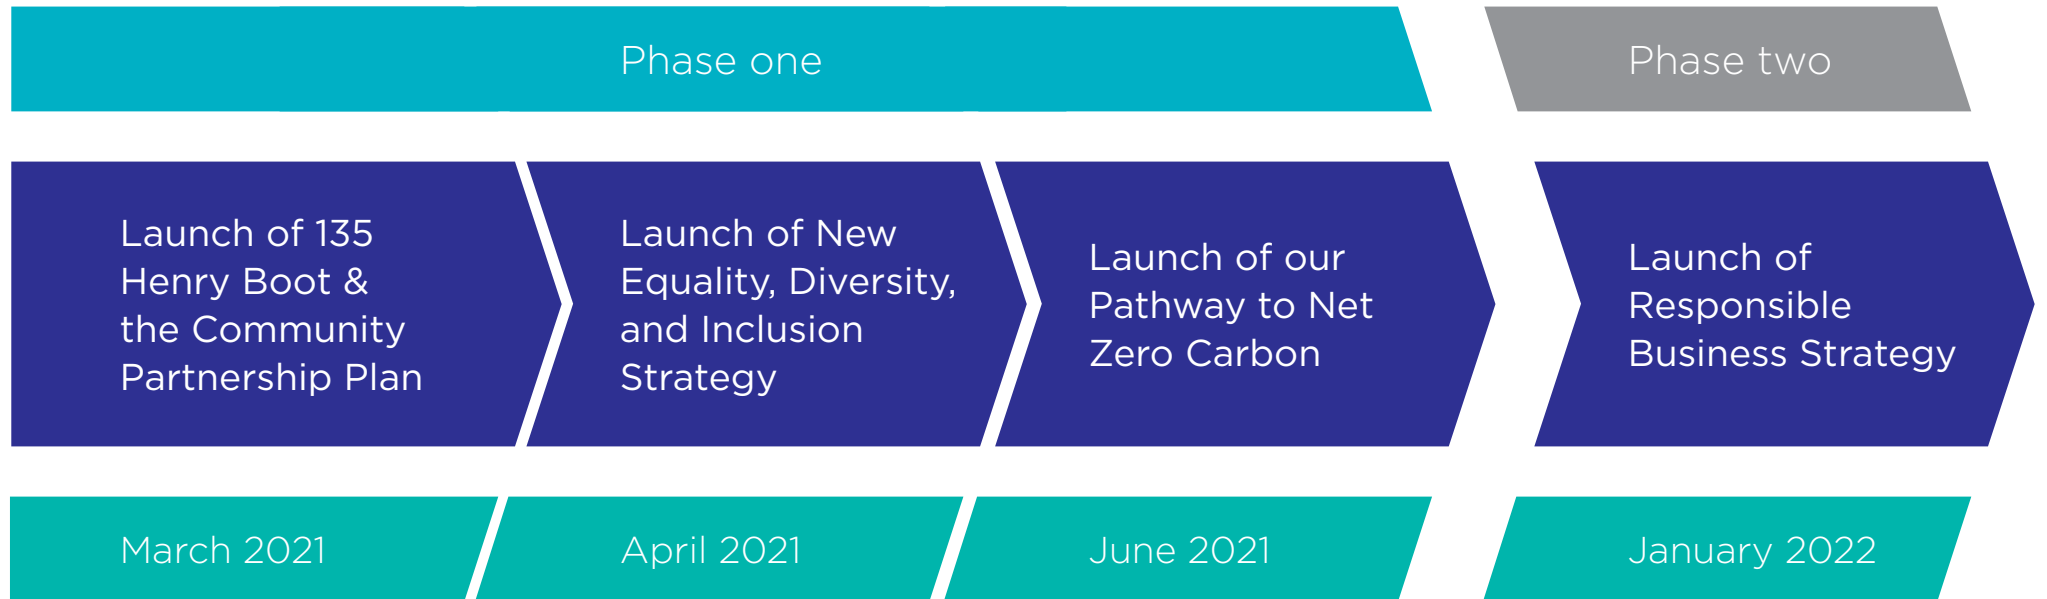 Phase one
Phase two
Launch of 135
Henry Boot &
the Community
Partnership Plan
Launch of New
Equality, Diversity,
and Inclusion
Strategy
Launch of our
Pathway to Net
Zero Carbon
Launch of
Responsible
Business Strategy
March 2021
April 2021
June 2021
January 2022